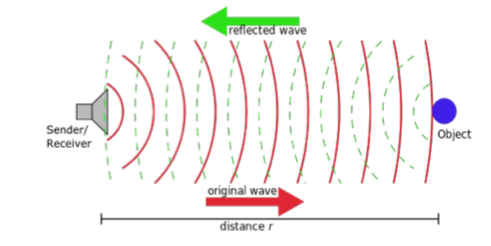 reflected wave
Sender/
Receiver
Object
original wave
distance r